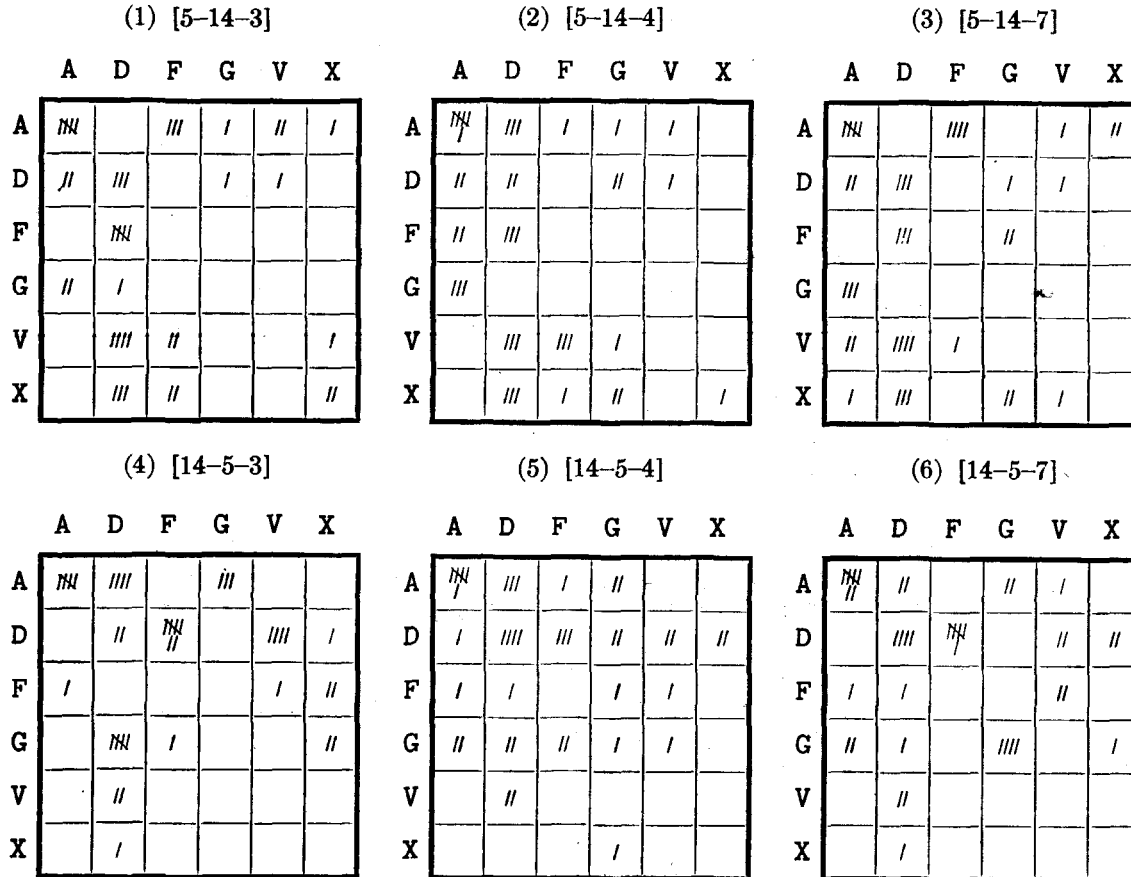 (1) [5–14–3] (2) [5–14–4] (3) [5–14–7]
A D F G V X A D F G V X A D F G V X
A 𝍸 /// / // / A 𝍸/ /// / / / A 𝍸 //// / //
D // /// / / D // // // / D // /// / /
F 𝍸 F // /// F /// //
G // / G /// G ///
V //// // / V /// /// / V // //// /
X /// // // X /// / // / X / /// // /
(4) [14–5–3] (5) [14–5–4] (6) [14–5–7]
A D F G V X A D F G V X A D F G V X
A 𝍸 //// /// A 𝍸/ /// / // A 𝍸// // // /
D // 𝍸// //// / D / //// /// // // // D //// 𝍸/ // //
F / / // F / / / / F / / //
G 𝍸 / // G // // // / / G // / //// /
V // V // V //
X / X / X /